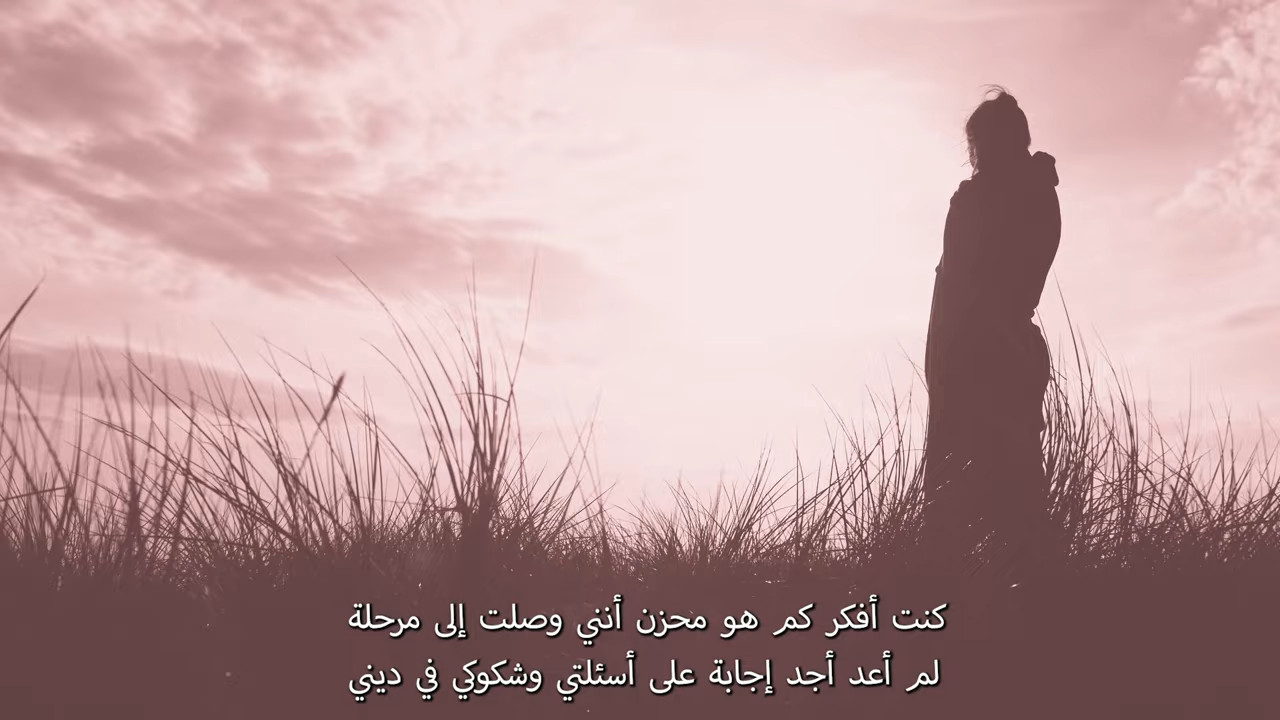 كنت أفكر كم هو محزن أنني وصلت إلى مرحلة
لم أعد أجد إجابة على أسئلتي وشكوكي في ديني